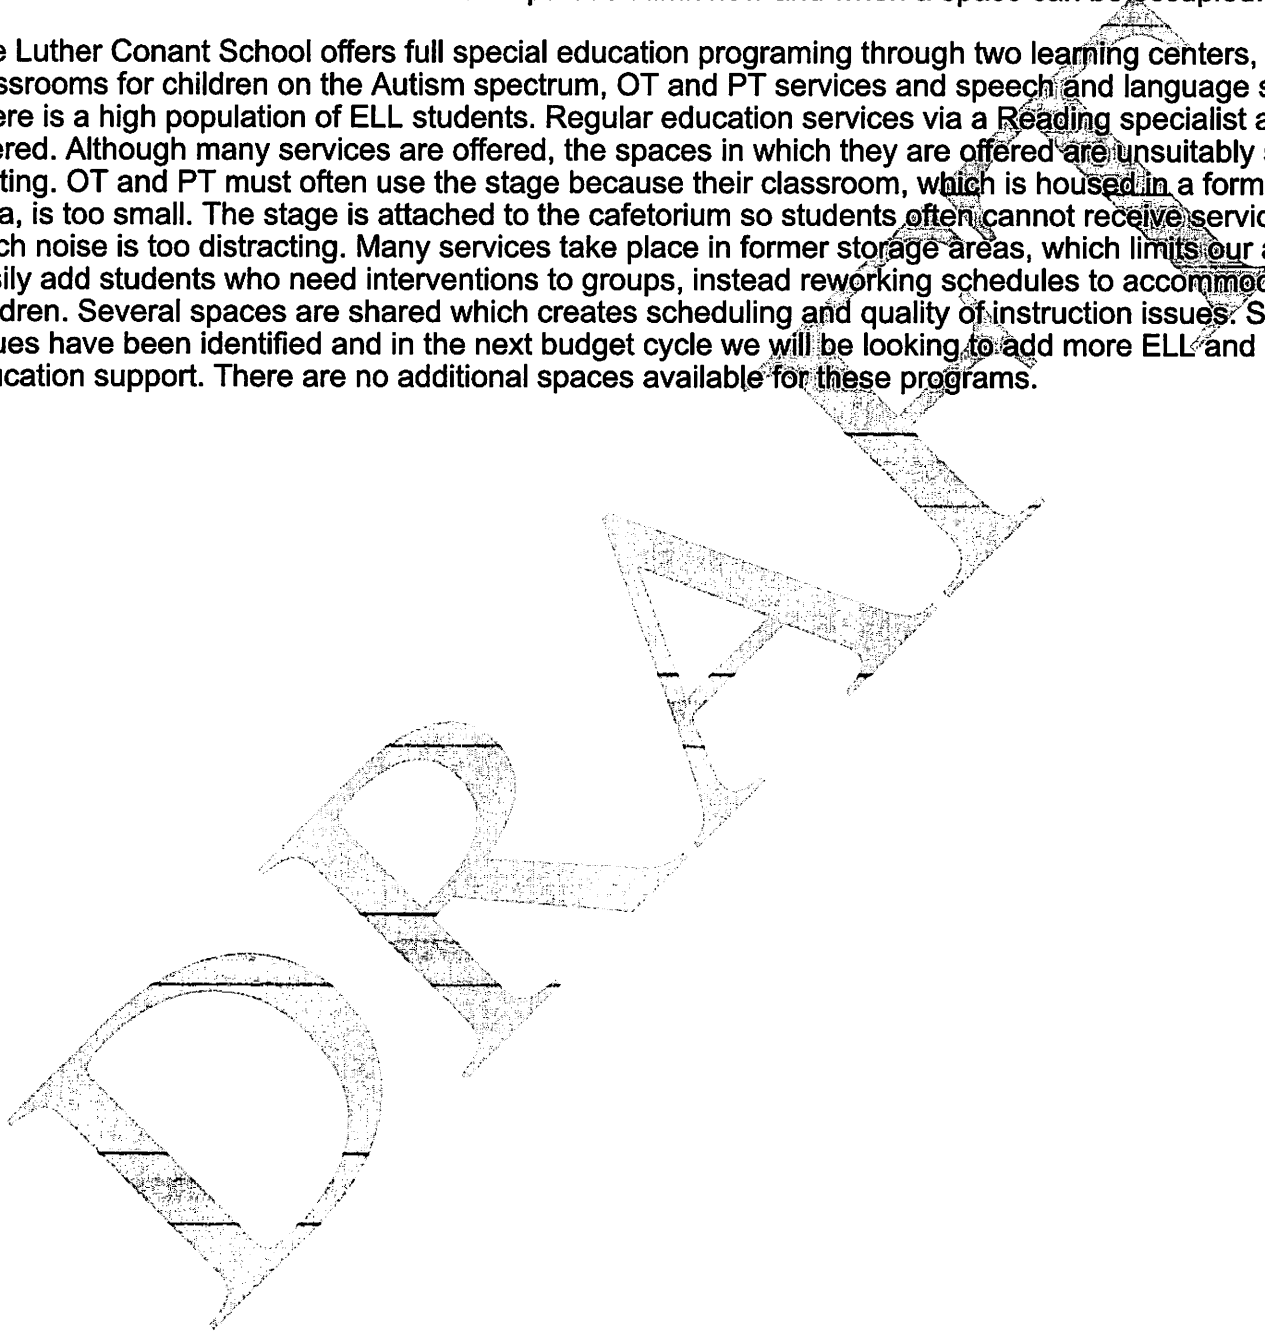 e Luther Conant School offers full special education programing through two learning centers,
ssrooms for children on the Autism spectrum, OT and PT services and speech and language s
ere is a high population of ELL students. Regular education services via a Reading specialist a
ered. Although many services are offered, the spaces in which they are offered are unsuitably s
ting. OT and PT must often use the stage because their classroom, which is housed in a form
a, is too small. The stage is attached to the cafetorium so students often cannot receive servic
ch noise is too distracting. Many services take place in former storage areas, which limits our a
ily add students who need interventions to groups, instead reworking schedules to accommod
dren. Several spaces are shared which creates scheduling and quality of instruction issues. S
ues have been identified and in the next budget cycle we will be looking to add more ELL and
ucation support. There are no additional spaces available for these programs.
DRAFT